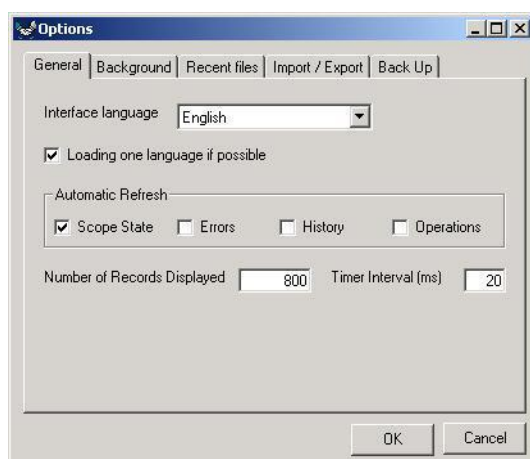 Options
General Background Recent files Import / Export Back Up
Interface language English
Loading one language if possible
Automatic Refresh
Scope State Errors History Operations
Number of Records Displayed 800 Timer Interval (ms) 20
OK Cancel